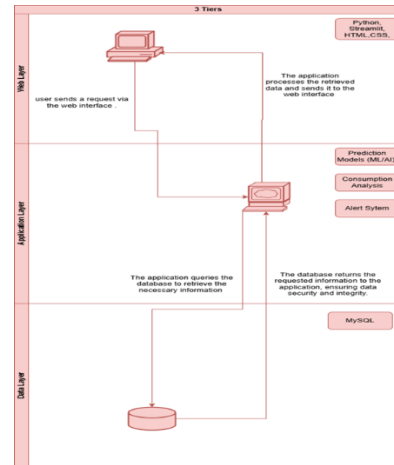 3 Tiers
Web Layer
Python,
Streamlit,
HTML,CSS,
The application
processes the retrieved
data and sends it to the
web interface
user sends a request via
the web interface .
Application Layer
Prediction
Models (ML/AI)
Consumption
Analysis
Alert Sytem
The application queries the
database to retrieve the
necessary information
The database returns the
requested information to the
application, ensuring data
security and integrity.
Data Layer
MySQL